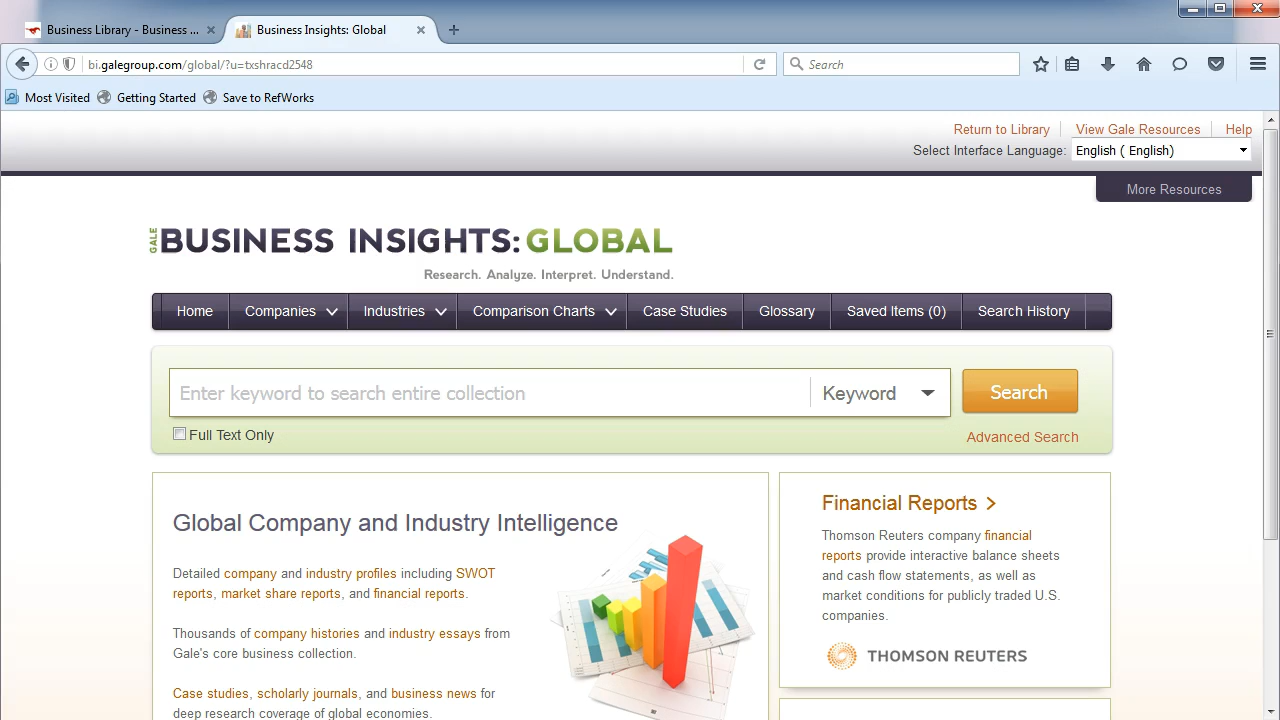 Business Library - Business ...
Business Insights: Global
bi.galegroup.com/global/?u=txshracd2548
Search
Most Visited
Getting Started
Save to RefWorks
Return to Library
View Gale Resources
Help
Select Interface Language:
English ( English)
More Resources
GALE
BUSINESS INSIGHTS: GLOBAL
Research. Analyze. Interpret. Understand.
Home
Companies
Industries
Comparison Charts
Case Studies
Glossary
Saved Items (0)
Search History
Enter keyword to search entire collection
Keyword
Search
Full Text Only
Advanced Search
Global Company and Industry Intelligence
Detailed company and industry profiles including SWOT
reports, market share reports, and financial reports.
Thousands of company histories and industry essays from
Gale's core business collection.
Case studies, scholarly journals, and business news for
deep research coverage of global economies.
Financial Reports
Thomson Reuters company financial
reports provide interactive balance sheets
and cash flow statements, as well as
market conditions for publicly traded U.S.
companies.
THOMSON REUTERS